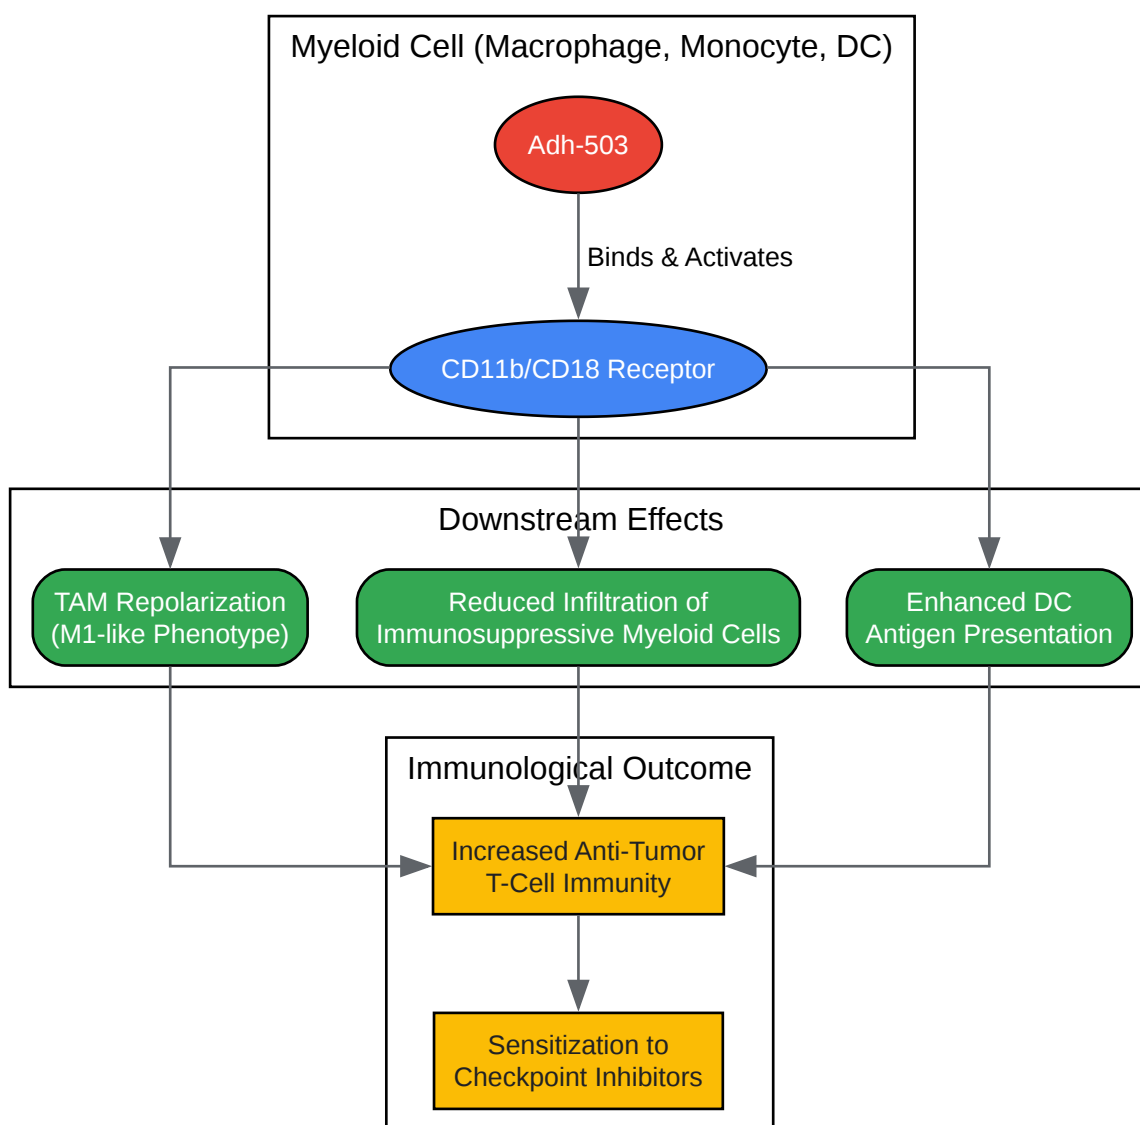 Myeloid Cell (Macrophage, Monocyte, DC)
Adh-503
Binds & Activates
CD11b/CD18 Receptor
Downstream Effects
TAM Repolarization
(M1-like Phenotype)
Reduced Infiltration of
Immunosuppressive Myeloid Cells
Enhanced DC
Antigen Presentation
Immunological Outcome
Increased Anti-Tumor
T-Cell Immunity
Sensitization to
Checkpoint Inhibitors